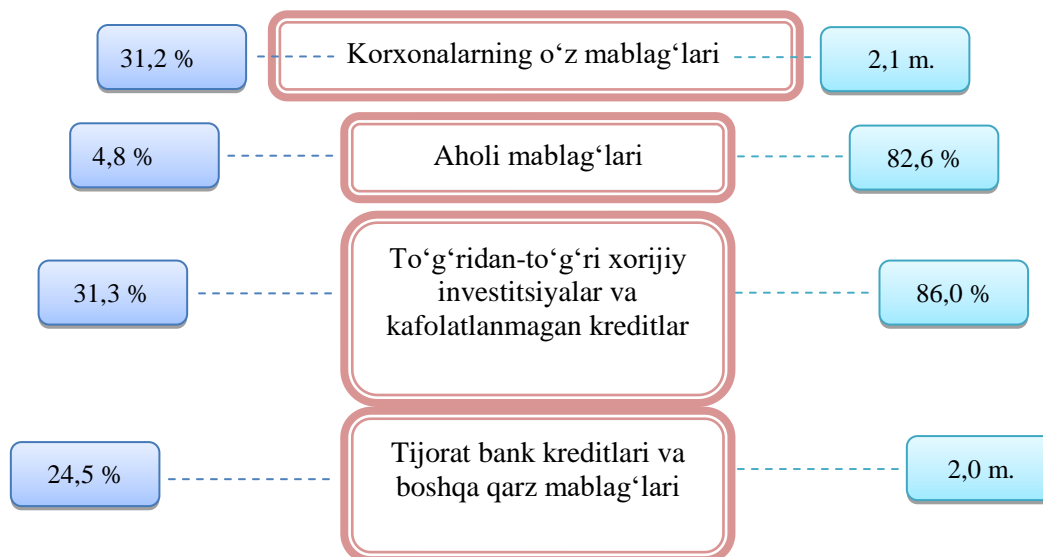 31,2 %
Korxonalarning o‘z mablag‘lari
2,1 m.
4,8 %
Aholi mablag‘lari
82,6 %
31,3 %
To‘g‘ridan-to‘g‘ri xorijiy
investitsiyalar va
kafolatlanmagan kreditlar
86,0 %
24,5 %
Tijorat bank kreditlari va
boshqa qarz mablag‘lari
2,0 m.